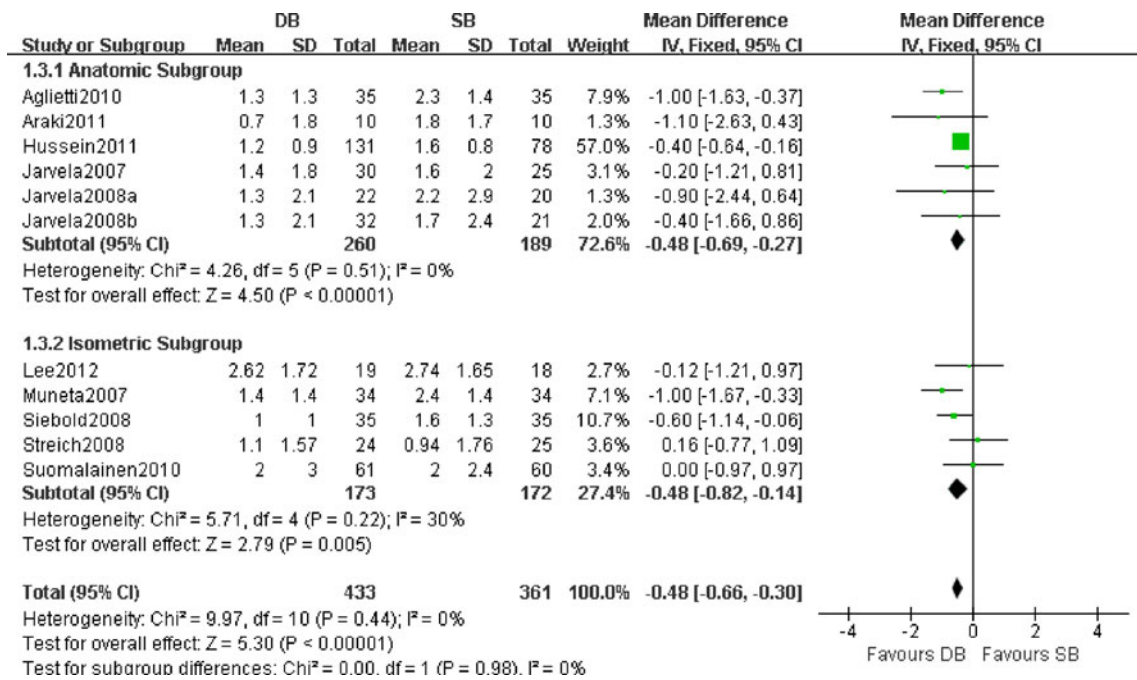 DB SB Mean Difference Mean Difference
Study or Subgroup Mean SD Total Mean SD Total Weight IV, Fixed, 95% CI IV, Fixed, 95% CI
1.3.1 Anatomic Subgroup
Aglietti2010 1.3 1.3 35 2.3 1.4 35 7.9% -1.00 [-1.63, -0.37]
Araki2011 0.7 1.8 10 1.8 1.7 10 1.3% -1.10 [-2.63, 0.43]
Hussein2011 1.2 0.9 131 1.6 0.8 78 57.0% -0.40 [-0.64, -0.16]
Jarvela2007 1.4 1.8 30 1.6 2 25 3.1% -0.20 [-1.21, 0.81]
Jarvela2008a 1.3 2.1 22 2.2 2.9 20 1.3% -0.90 [-2.44, 0.64]
Jarvela2008b 1.3 2.1 32 1.7 2.4 21 2.0% -0.40 [-1.66, 0.86]
Subtotal (95% CI) 260 189 72.6% -0.48 [-0.69, -0.27]
Heterogeneity: Chi² = 4.26, df = 5 (P = 0.51); I² = 0%
Test for overall effect: Z = 4.50 (P < 0.00001)
1.3.2 Isometric Subgroup
Lee2012 2.62 1.72 19 2.74 1.65 18 2.7% -0.12 [-1.21, 0.97]
Muneta2007 1.4 1.4 34 2.4 1.4 34 7.1% -1.00 [-1.67, -0.33]
Siebold2008 1 1 35 1.6 1.3 35 10.7% -0.60 [-1.14, -0.06]
Streich2008 1.1 1.57 24 0.94 1.76 25 3.6% 0.16 [-0.77, 1.09]
Suomalainen2010 2 3 61 2 2.4 60 3.4% 0.00 [-0.97, 0.97]
Subtotal (95% CI) 173 172 27.4% -0.48 [-0.82, -0.14]
Heterogeneity: Chi² = 5.71, df = 4 (P = 0.22); I² = 30%
Test for overall effect: Z = 2.79 (P = 0.005)
Total (95% CI) 433 361 100.0% -0.48 [-0.66, -0.30]
Heterogeneity: Chi² = 9.97, df = 10 (P = 0.44); I² = 0%
Test for overall effect: Z = 5.30 (P < 0.00001)
Test for subgroup differences: Chi² = 0.00, df = 1 (P = 0.98), I² = 0%
-4 -2 0 2 4
Favours DB Favours SB